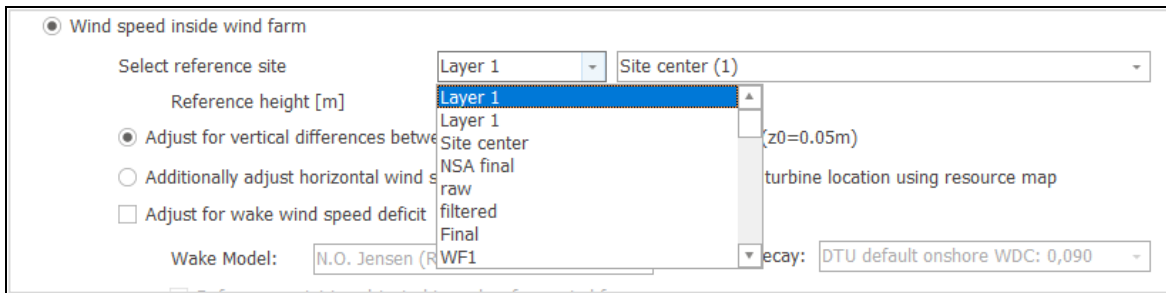 Wind speed inside wind farm
Select reference site Layer 1 Site center (1)
Reference height [m] Layer 1
Layer 1
Adjust for vertical differences betwe Site center (z0=0.05m)
NSA final
Additionally adjust horizontal wind s raw turbine location using resource map
Adjust for wake wind speed deficit filtered
Final
Wake Model: N.O. Jensen (R WF1 ecay: DTU default onshore WDC: 0,090